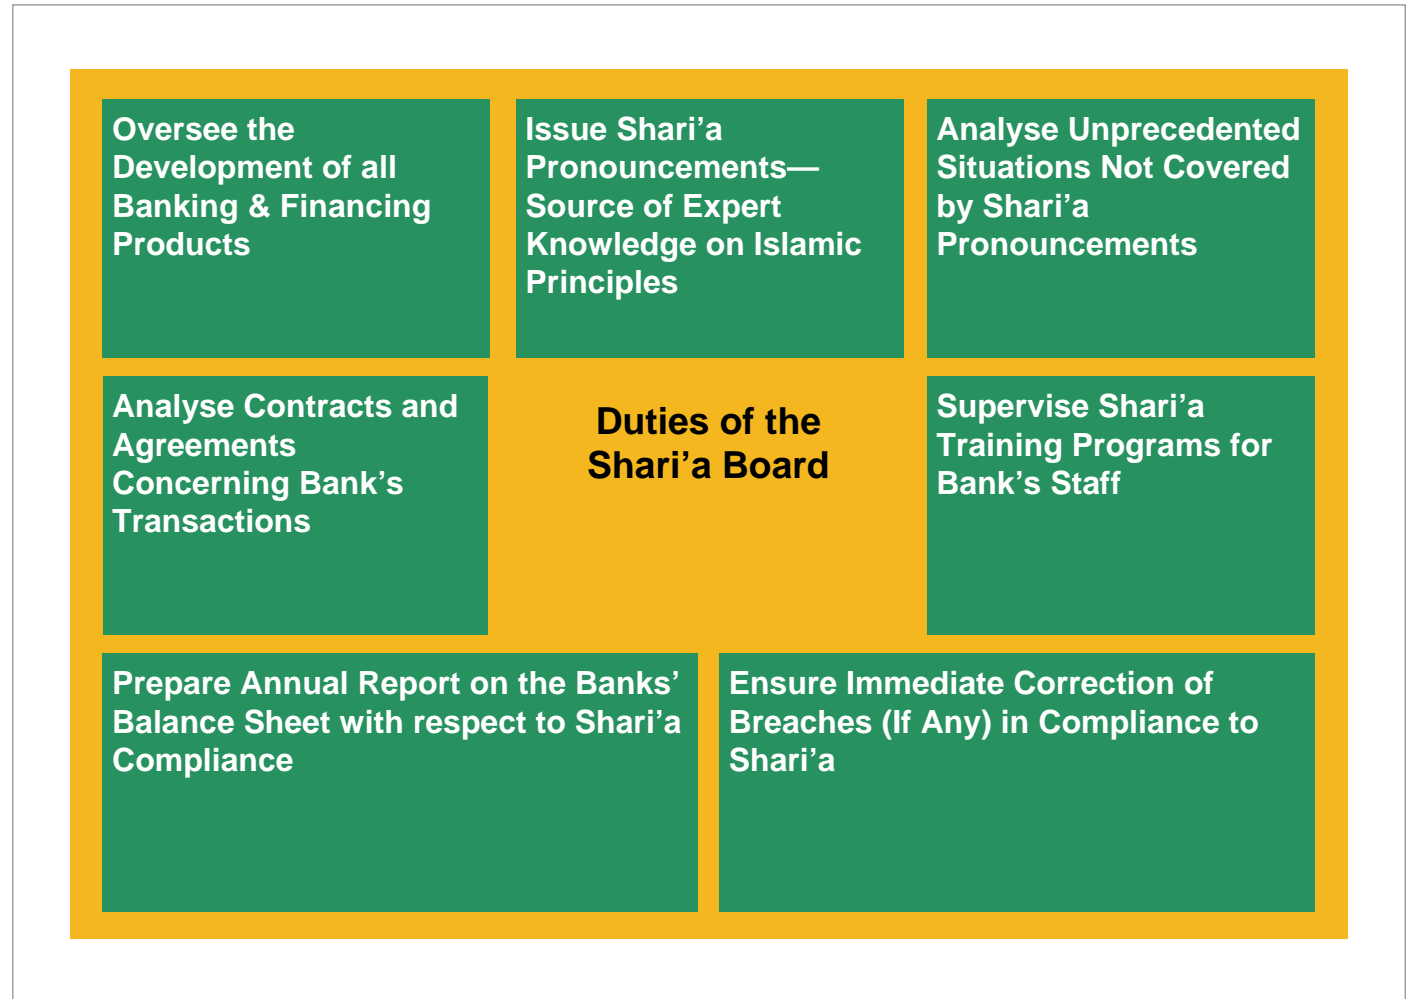 Oversee the
Development of all
Banking & Financing
Products
Issue Shari’a
Pronouncements—
Source of Expert
Knowledge on Islamic
Principles
Analyse Unprecedented
Situations Not Covered
by Shari’a
Pronouncements
Analyse Contracts and
Agreements
Concerning Bank’s
Transactions
Duties of the
Shari’a Board
Supervise Shari’a
Training Programs for
Bank’s Staff
Prepare Annual Report on the Banks’
Balance Sheet with respect to Shari’a
Compliance
Ensure Immediate Correction of
Breaches (If Any) in Compliance to
Shari’a